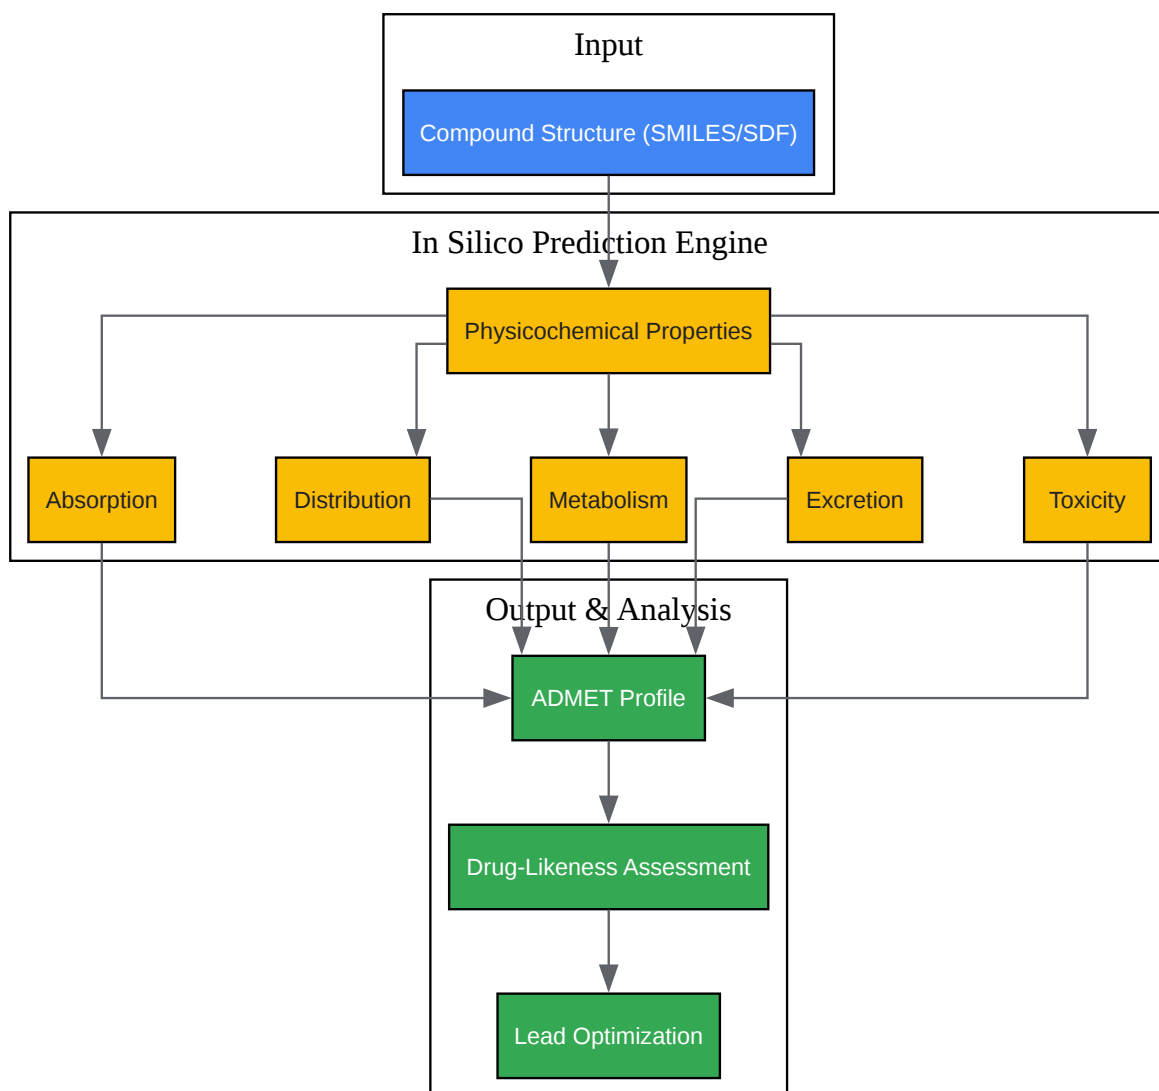 Input
Compound Structure (SMILES/SDF)
In Silico Prediction Engine
Physicochemical Properties
Absorption
Distribution
Metabolism
Excretion
Toxicity
Output & Analysis
ADMET Profile
Drug-Likeness Assessment
Lead Optimization